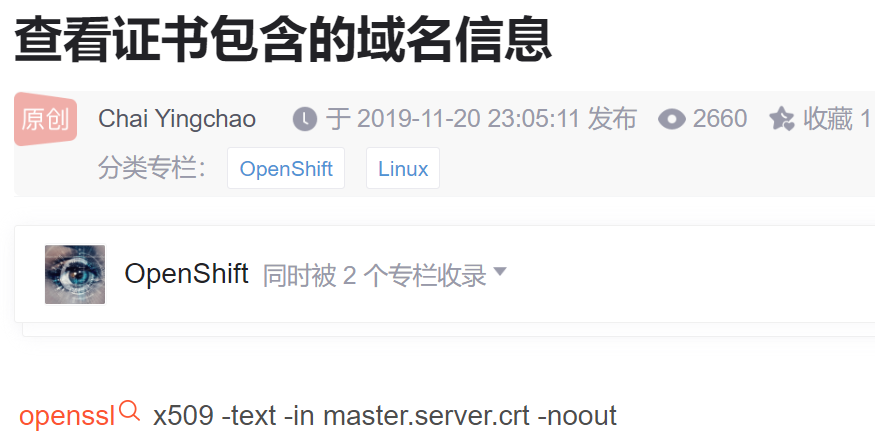 查看证书包含的域名信息
原创 Chai Yingchao 于 2019-11-20 23:05:11 发布 2660 收藏 1
分类专栏： OpenShift Linux
OpenShift 同时被 2 个专栏收录
openssl x509 -text -in master.server.crt -noout